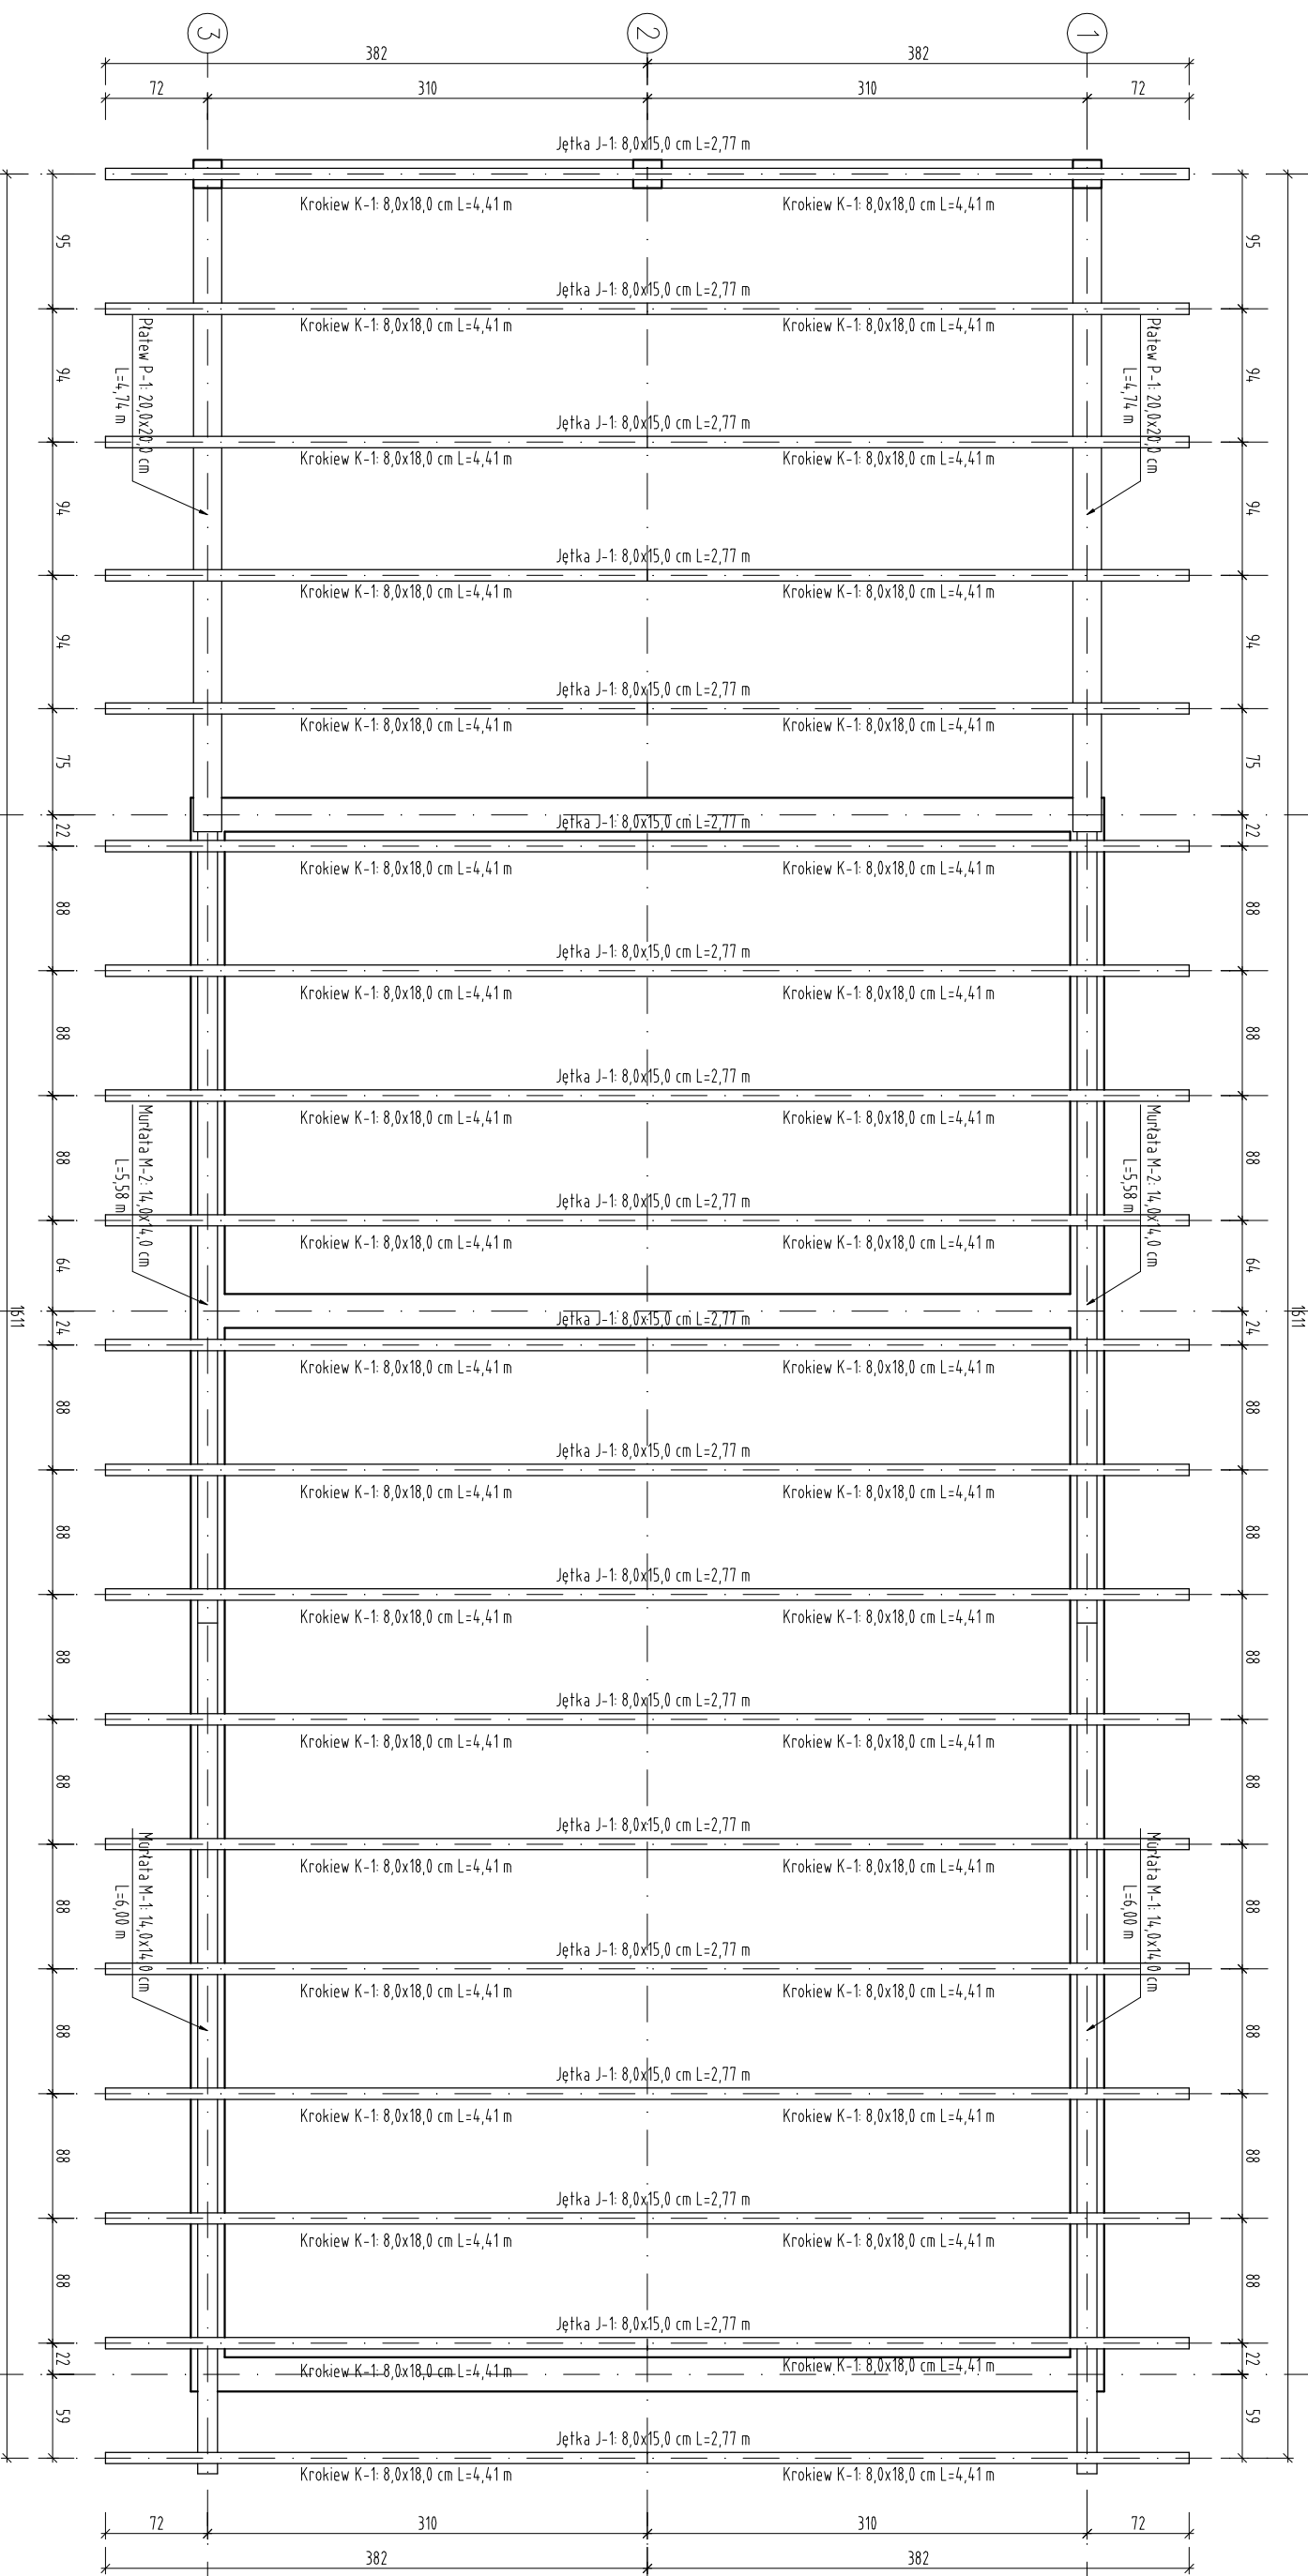 3
2
1
382
382
72
310
310
72
Jętka J-1: 8,0x15,0 cm L=2,77 m
Krokiew K-1: 8,0x18,0 cm L=4,41 m
Krokiew K-1: 8,0x18,0 cm L=4,41 m
95
95
Jętka J-1: 8,0x15,0 cm L=2,77 m
Krokiew K-1: 8,0x18,0 cm L=4,41 m
Krokiew K-1: 8,0x18,0 cm L=4,41 m
Płatew P-1: 20,0x20,0 cm
L=4,74 m
Płatew P-1: 20,0x20,0 cm
L=4,74 m
94
94
Jętka J-1: 8,0x15,0 cm L=2,77 m
Krokiew K-1: 8,0x18,0 cm L=4,41 m
Krokiew K-1: 8,0x18,0 cm L=4,41 m
94
94
Jętka J-1: 8,0x15,0 cm L=2,77 m
Krokiew K-1: 8,0x18,0 cm L=4,41 m
Krokiew K-1: 8,0x18,0 cm L=4,41 m
94
94
Jętka J-1: 8,0x15,0 cm L=2,77 m
Krokiew K-1: 8,0x18,0 cm L=4,41 m
Krokiew K-1: 8,0x18,0 cm L=4,41 m
75
75
Jętka J-1: 8,0x15,0 cm L=2,77 m
22
22
Krokiew K-1: 8,0x18,0 cm L=4,41 m
Krokiew K-1: 8,0x18,0 cm L=4,41 m
88
88
Jętka J-1: 8,0x15,0 cm L=2,77 m
Krokiew K-1: 8,0x18,0 cm L=4,41 m
Krokiew K-1: 8,0x18,0 cm L=4,41 m
88
88
Jętka J-1: 8,0x15,0 cm L=2,77 m
Krokiew K-1: 8,0x18,0 cm L=4,41 m
Krokiew K-1: 8,0x18,0 cm L=4,41 m
Murłata M-2: 14,0x14,0 cm
L=5,58 m
Murłata M-2: 14,0x14,0 cm
L=5,58 m
88
88
Jętka J-1: 8,0x15,0 cm L=2,77 m
Krokiew K-1: 8,0x18,0 cm L=4,41 m
Krokiew K-1: 8,0x18,0 cm L=4,41 m
64
64
1611
1611
Jętka J-1: 8,0x15,0 cm L=2,77 m
24
24
Krokiew K-1: 8,0x18,0 cm L=4,41 m
Krokiew K-1: 8,0x18,0 cm L=4,41 m
88
88
Jętka J-1: 8,0x15,0 cm L=2,77 m
Krokiew K-1: 8,0x18,0 cm L=4,41 m
Krokiew K-1: 8,0x18,0 cm L=4,41 m
88
88
Jętka J-1: 8,0x15,0 cm L=2,77 m
Krokiew K-1: 8,0x18,0 cm L=4,41 m
Krokiew K-1: 8,0x18,0 cm L=4,41 m
88
88
Jętka J-1: 8,0x15,0 cm L=2,77 m
Krokiew K-1: 8,0x18,0 cm L=4,41 m
Krokiew K-1: 8,0x18,0 cm L=4,41 m
88
88
Jętka J-1: 8,0x15,0 cm L=2,77 m
Krokiew K-1: 8,0x18,0 cm L=4,41 m
Krokiew K-1: 8,0x18,0 cm L=4,41 m
Murłata M-1: 14,0x14,0 cm
L=6,00 m
Murłata M-1: 14,0x14,0 cm
L=6,00 m
88
88
Jętka J-1: 8,0x15,0 cm L=2,77 m
Krokiew K-1: 8,0x18,0 cm L=4,41 m
Krokiew K-1: 8,0x18,0 cm L=4,41 m
88
88
Jętka J-1: 8,0x15,0 cm L=2,77 m
Krokiew K-1: 8,0x18,0 cm L=4,41 m
Krokiew K-1: 8,0x18,0 cm L=4,41 m
88
88
Jętka J-1: 8,0x15,0 cm L=2,77 m
Krokiew K-1: 8,0x18,0 cm L=4,41 m
Krokiew K-1: 8,0x18,0 cm L=4,41 m
88
88
Jętka J-1: 8,0x15,0 cm L=2,77 m
22
22
Krokiew K-1: 8,0x18,0 cm L=4,41 m
Krokiew K-1: 8,0x18,0 cm L=4,41 m
59
59
Jętka J-1: 8,0x15,0 cm L=2,77 m
Krokiew K-1: 8,0x18,0 cm L=4,41 m
Krokiew K-1: 8,0x18,0 cm L=4,41 m
72
310
310
72
382
382